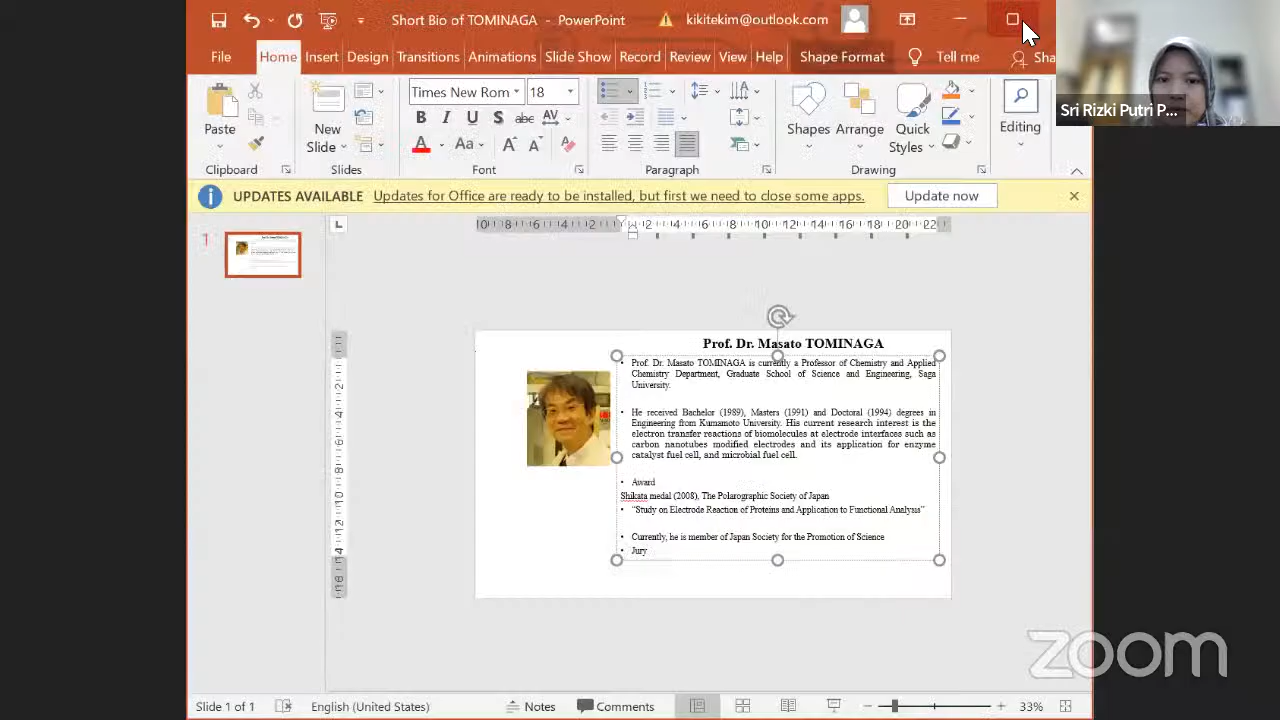 Short Bio of TOMINAGA - PowerPoint
kikitekim@outlook.com
File Home Insert Design Transitions Animations Slide Show Record Review View Help Shape Format Tell me Sha
Sri Rizki Putri P...
Times New Rom 18
Paste
New Slide
B I U S abc AV
A Aa A A
Shapes Arrange Quick Styles
Editing
Clipboard Slides Font Paragraph Drawing
UPDATES AVAILABLE Updates for Office are ready to be installed, but first we need to close some apps. Update now
1
Prof. Dr. Masato TOMINAGA
• Prof. Dr. Masato TOMINAGA is currently a Professor of Chemistry and Applied
Chemistry Department, Graduate School of Science and Engineering, Saga
University.
• He received Bachelor (1989), Masters (1991) and Doctoral (1994) degrees in
Engineering from Kumamoto University. His current research interest is the
electron transfer reactions of biomolecules at electrode interfaces such as
carbon nanotubes modified electrodes and its application for enzyme
catalyst fuel cell, and microbial fuel cell.
• Award
Shikata medal (2008), The Polarographic Society of Japan
• "Study on Electrode Reaction of Proteins and Application to Functional Analysis"
• Currently, he is member of Japan Society for the Promotion of Science
• Jury
zoom
Slide 1 of 1 English (United States) Notes Comments 33%